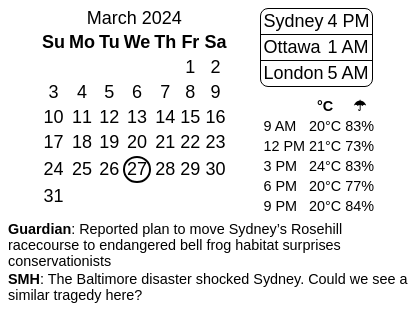 March 2024
Su Mo Tu We Th Fr Sa
1 2
3 4 5 6 7 8 9
10 11 12 13 14 15 16
17 18 19 20 21 22 23
24 25 26 27 28 29 30
31
Sydney 4 PM
Ottawa 1 AM
London 5 AM
°C ☂
9 AM 20°C 83%
12 PM 21°C 73%
3 PM 24°C 83%
6 PM 20°C 77%
9 PM 20°C 84%
Guardian: Reported plan to move Sydney’s Rosehill
racecourse to endangered bell frog habitat surprises
conservationists
SMH: The Baltimore disaster shocked Sydney. Could we see a
similar tragedy here?